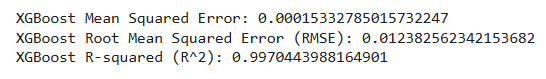 XGBoost Mean Squared Error: 0.00015332785015732247
XGBoost Root Mean Squared Error (RMSE): 0.012382562342153682
XGBoost R-squared (R^2): 0.9970443988164901